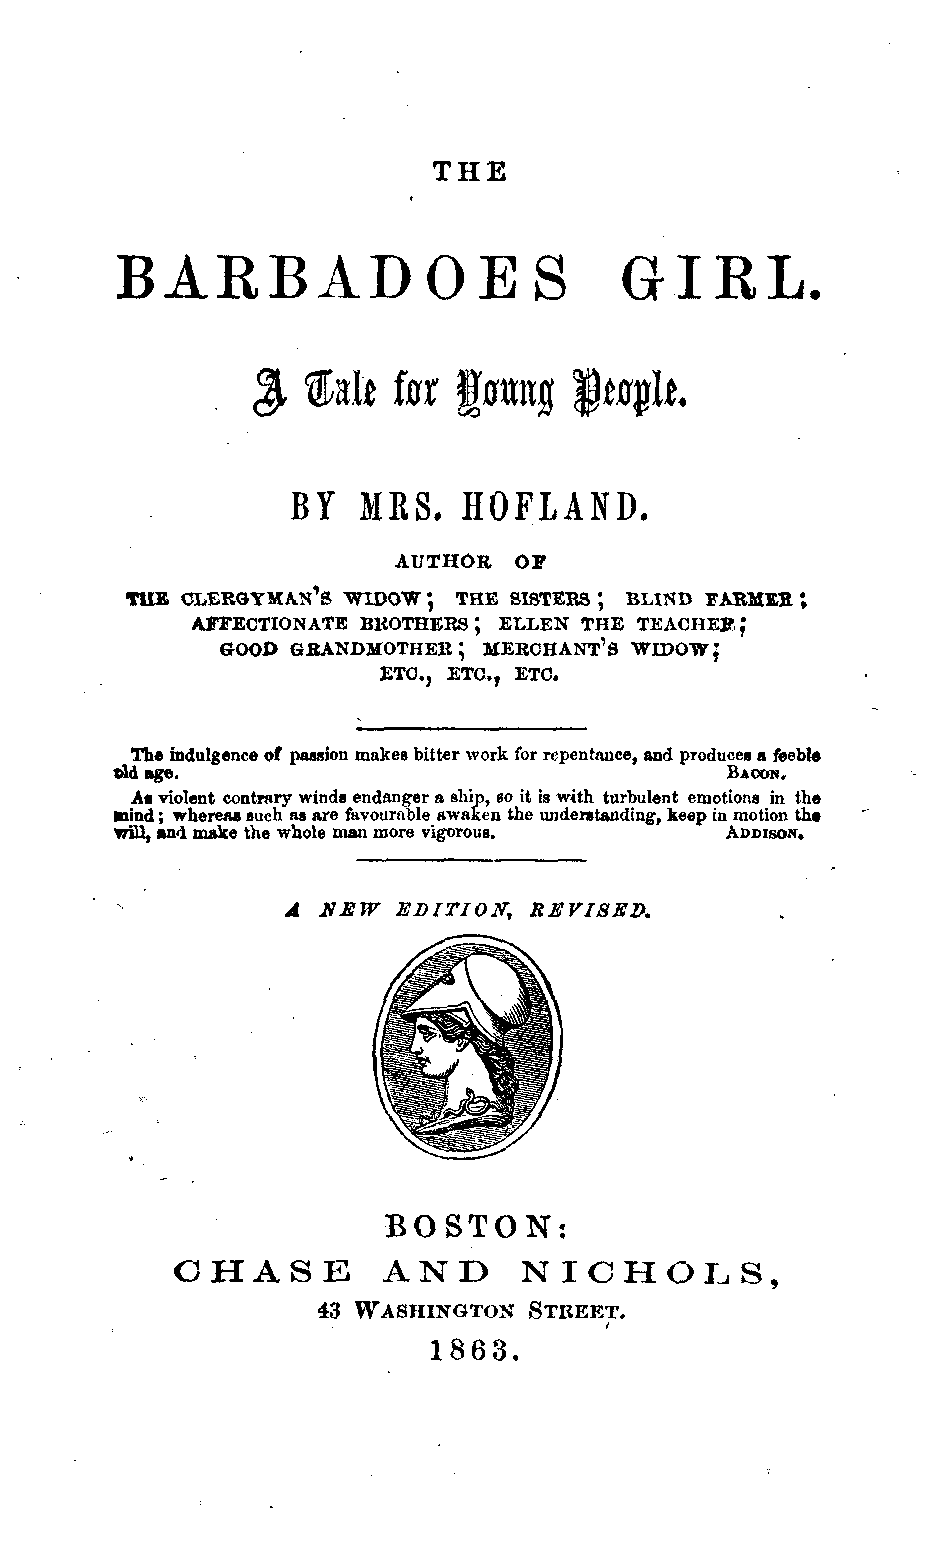 THE
BARBADOES GIRL.
A Tale for Young People.
BY MRS. HOFLAND.
AUTHOR OF
THE CLERGYMAN'S WIDOW; THE SISTERS; BLIND FARMER;
AFFECTIONATE BROTHERS; ELLEN THE TEACHER;
GOOD GRANDMOTHER; MERCHANT'S WIDOW;
ETC., ETC., ETC.
The indulgence of passion makes bitter work for repentance, and produces a feeble
old age. BACON.
As violent contrary winds endanger a ship, so it is with turbulent emotions in the
mind; whereas such as are favourable awaken the understanding, keep in motion the
will, and make the whole man more vigorous. ADDISON.
A NEW EDITION, REVISED.
BOSTON:
CHASE AND NICHOLS,
43 WASHINGTON STREET.
1863.